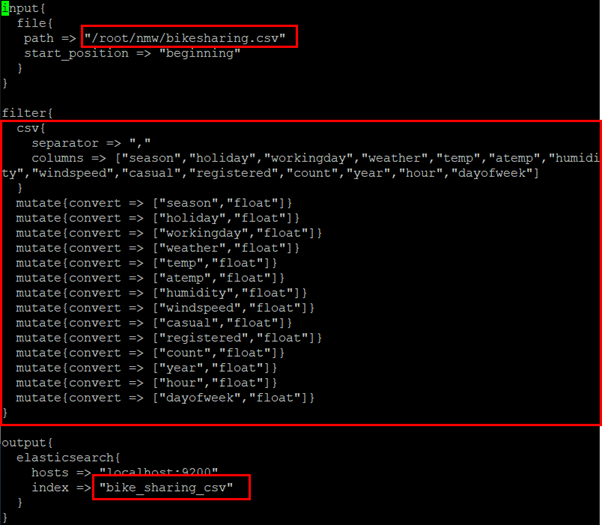 input{
file{
path => "/root/nmw/bikesharing.csv"
start_position => "beginning"
}
}
filter{
csv{
separator => ","
columns => ["season","holiday","workingday","weather","temp","atemp","humidi
ty","windspeed","casual","registered","count","year","hour","dayofweek"]
}
mutate{convert => ["season","float"]}
mutate{convert => ["holiday","float"]}
mutate{convert => ["workingday","float"]}
mutate{convert => ["weather","float"]}
mutate{convert => ["temp","float"]}
mutate{convert => ["atemp","float"]}
mutate{convert => ["humidity","float"]}
mutate{convert => ["windspeed","float"]}
mutate{convert => ["casual","float"]}
mutate{convert => ["registered","float"]}
mutate{convert => ["count","float"]}
mutate{convert => ["year","float"]}
mutate{convert => ["hour","float"]}
mutate{convert => ["dayofweek","float"]}
}
output{
elasticsearch{
hosts => "localhost:9200"
index => "bike_sharing_csv"
}
}